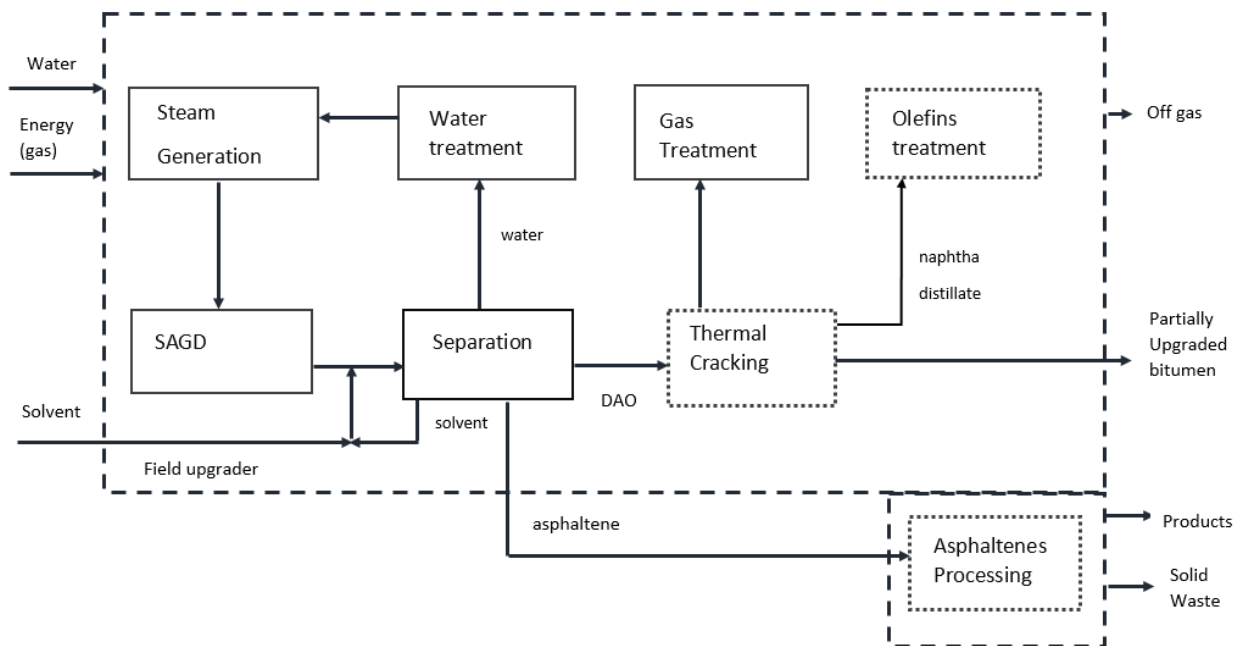 Water
Energy
(gas)
Steam
Generation
Water
treatment
Gas
Treatment
Olefins
treatment
Off gas
water
naphtha
distillate
SAGD
Separation
Thermal
Cracking
Partially
Upgraded
bitumen
DAO
Solvent
solvent
Field upgrader
asphaltene
Asphaltenes
Processing
Products
Solid
Waste